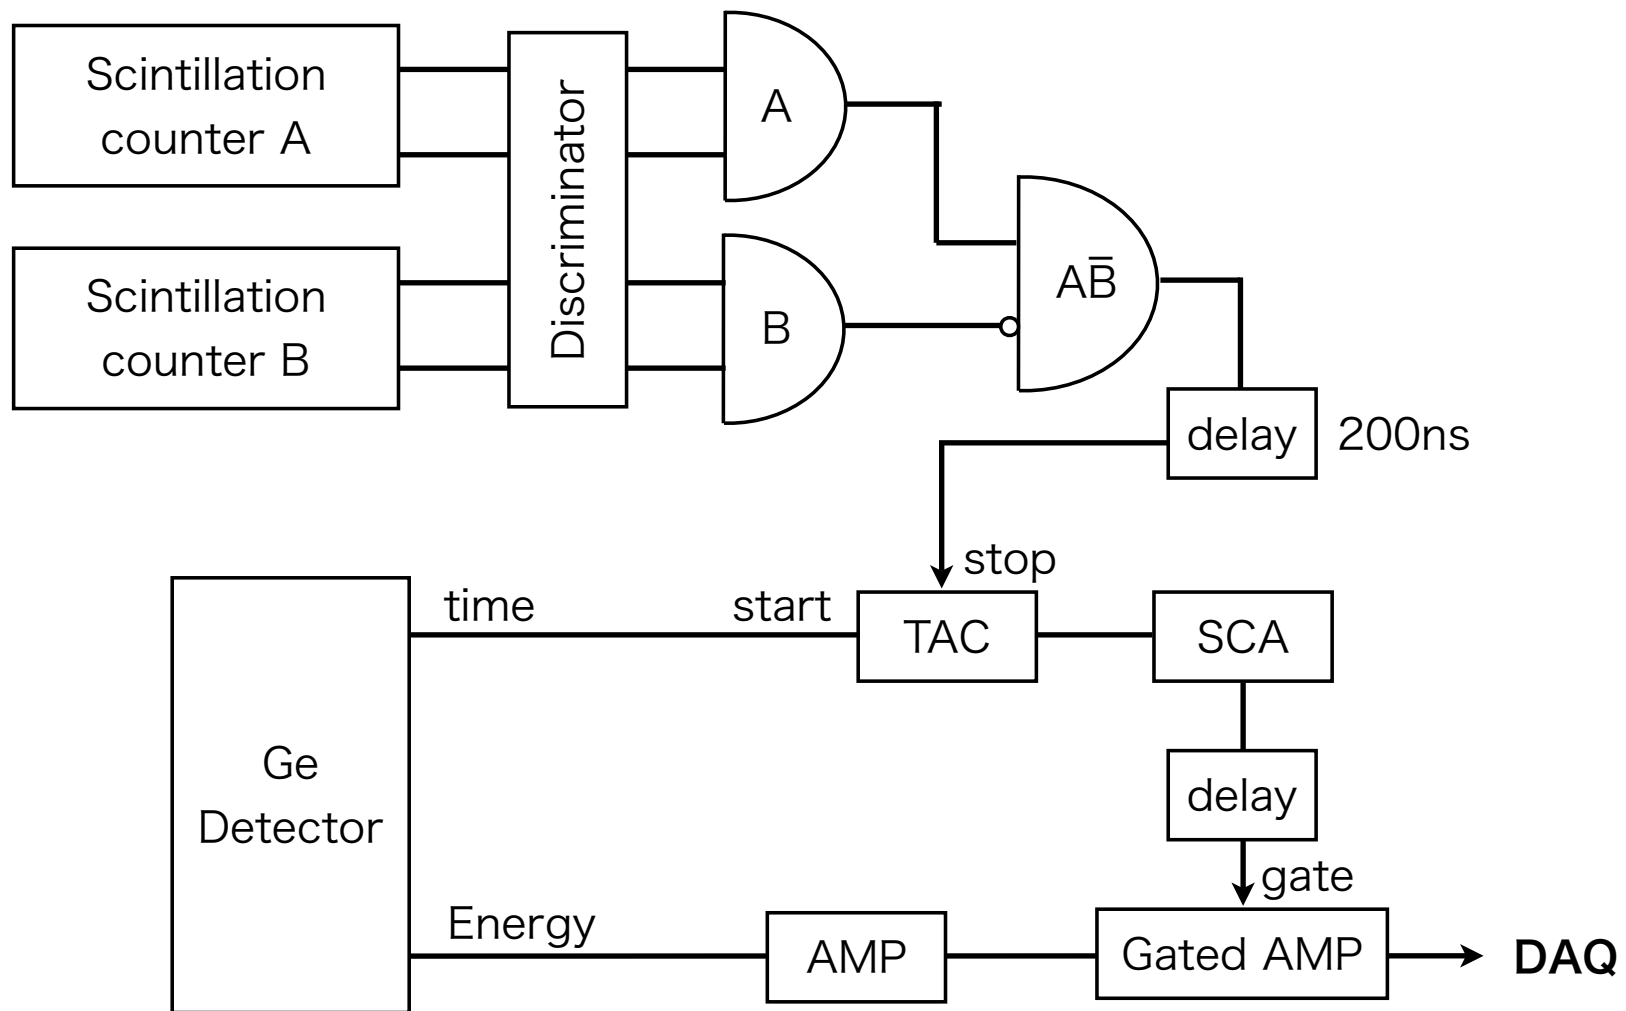 Scintillation
counter A
Discriminator
A
Scintillation
counter B
B
AB̅
delay
200ns
stop
time
start
TAC
SCA
Ge
Detector
delay
gate
Energy
AMP
Gated AMP
DAQ